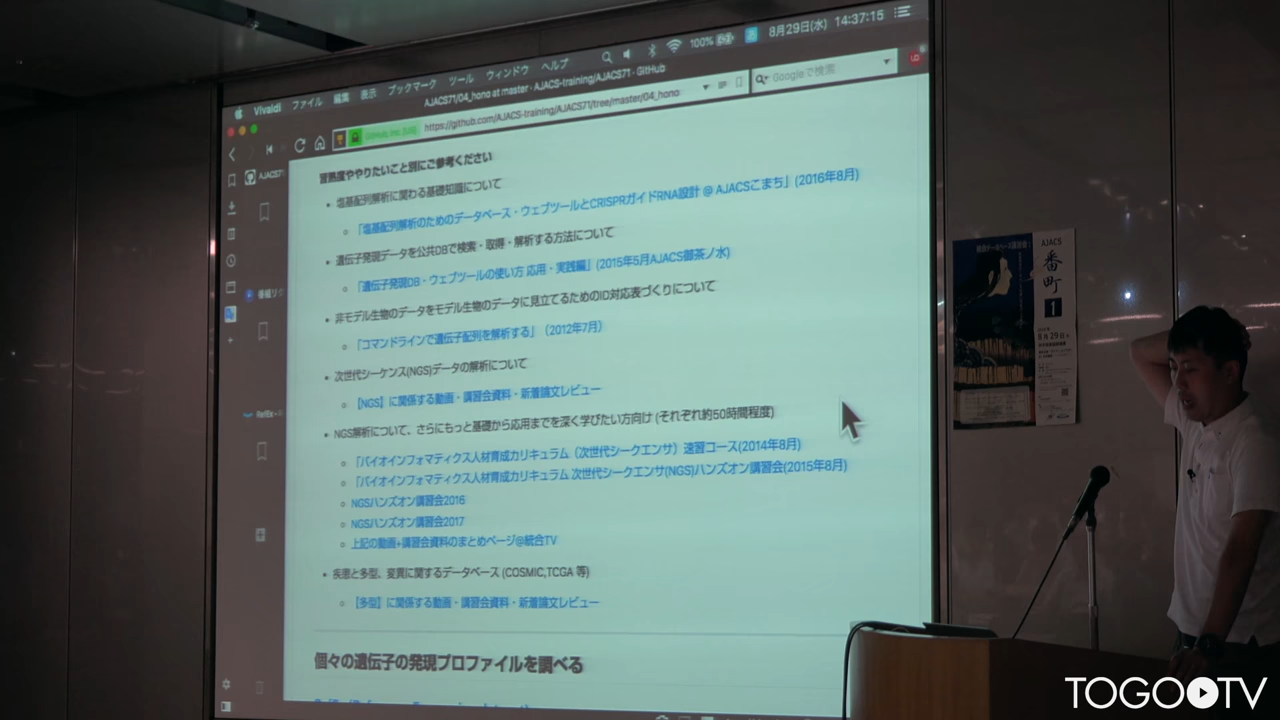 Vivaldi ファイル 編集 表示 ブックマーク ツール ウィンドウ ヘルプ 100% 8月29日(水) 14:37:15
AJACS71/04_hono at master · AJACS-training/AJACS71 · GitHub
GitHub, Inc. [US] https://github.com/AJACS-training/AJACS71/tree/master/04_hono
Googleで検索
AJACS71
習熟度ややりたいこと別にご参考ください
塩基配列解析に関わる基礎知識について
「塩基配列解析のためのデータベース・ウェブツールとCRISPRガイドRNA設計 @ AJACSこまち」(2016年8月)
遺伝子発現データを公共DBで検索・取得・解析する方法について
「遺伝子発現DB・ウェブツールの使い方 応用・実践編」(2015年5月AJACS御茶ノ水)
非モデル生物のデータをモデル生物のデータに見立てるためのID対応表づくりについて
「コマンドラインで遺伝子配列を解析する」（2012年7月）
次世代シーケンス(NGS)データの解析について
【NGS】に関係する動画・講習会資料・新着論文レビュー
NGS解析について、さらにもっと基礎から応用までを深く学びたい方向け (それぞれ約50時間程度)
「バイオインフォマティクス人材育成カリキュラム（次世代シークエンサ）速習コース(2014年8月)
「バイオインフォマティクス人材育成カリキュラム 次世代シークエンサ(NGS)ハンズオン講習会(2015年8月)
NGSハンズオン講習会2016
NGSハンズオン講習会2017
上記の動画+講習会資料のまとめページ@統合TV
疾患と多型、変異に関するデータベース (COSMIC,TCGA 等)
【多型】に関係する動画・講習会資料・新着論文レビュー
個々の遺伝子の発現プロファイルを調べる
番組リク
RefEx
AJACS
番町
1
8月29日
TOGO TV